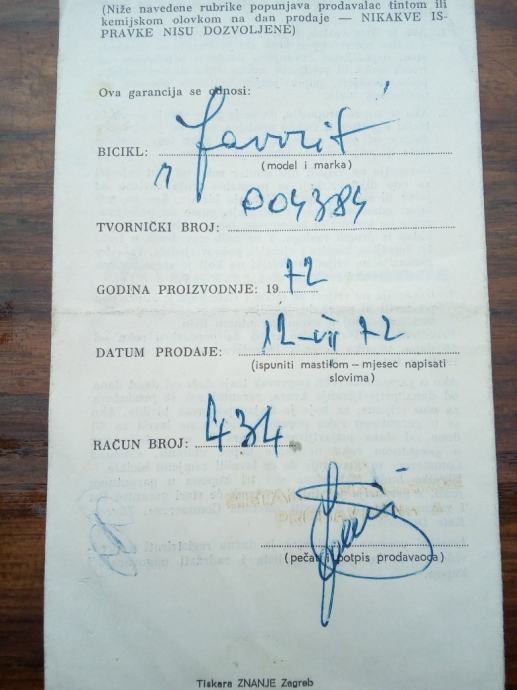 (Niže navedene rubrike popunjava prodavalac tintom ili
kemijskom olovkom na dan prodaje — NIKAKVE IS-
PRAVKE NISU DOZVOLJENE)
Ova garancija se odnosi:
BICIKL: favorit
(model i marka)
TVORNIČKI BROJ: 004384
GODINA PROIZVODNJE: 19 72
DATUM PRODAJE: 12-VII 72
(ispuniti mastilom — mjesec napisati
slovima)
RAČUN BROJ: 434
(pečat i potpis prodavaoca)
Tiskara ZNANJE Zagreb